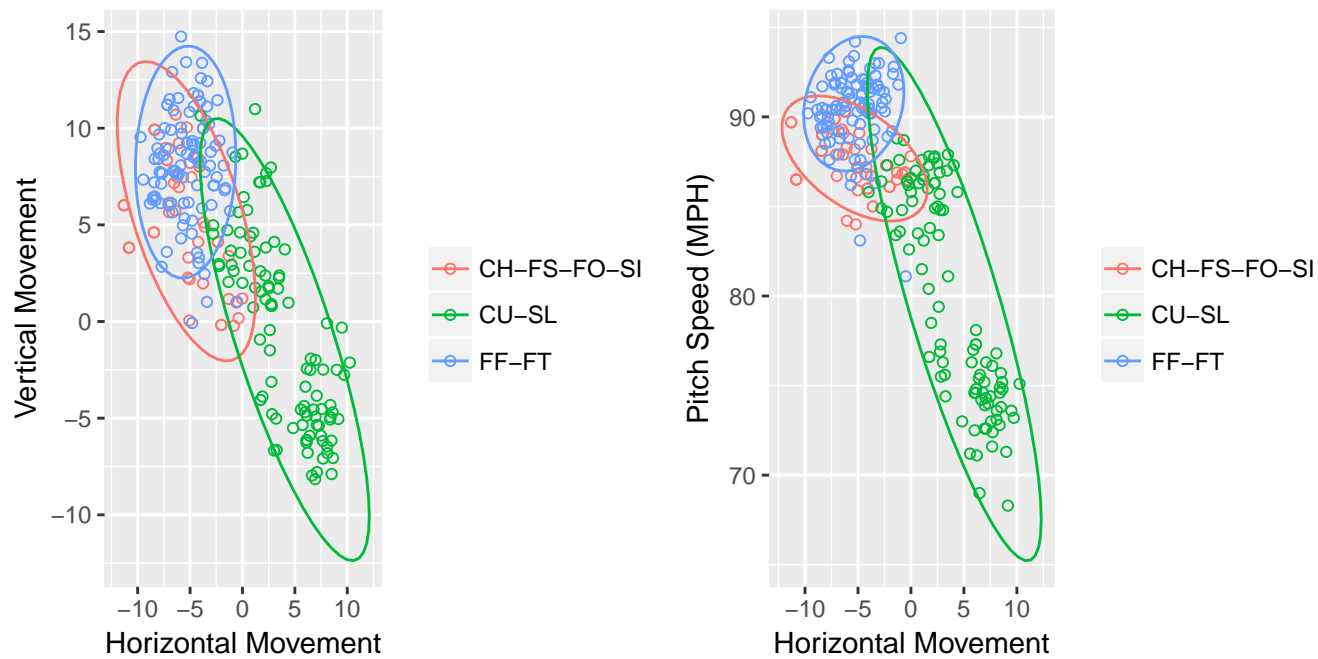 Vertical Movement
15
10
5
0
−5
−10
−10 −5 0 5 10
Horizontal Movement
CH−FS−FO−SI
CU−SL
FF−FT
Pitch Speed (MPH)
90
80
70
−10 −5 0 5 10
Horizontal Movement
CH−FS−FO−SI
CU−SL
FF−FT